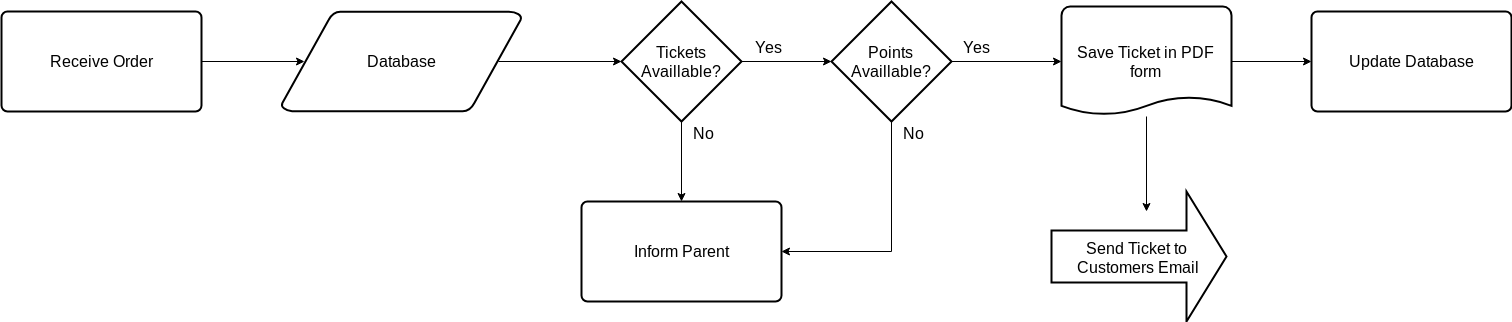 Receive Order
Database
Tickets
Availlable?
Yes
Points
Availlable?
Yes
Save Ticket in PDF
form
Update Database
No
No
Inform Parent
Send Ticket to
Customers Email